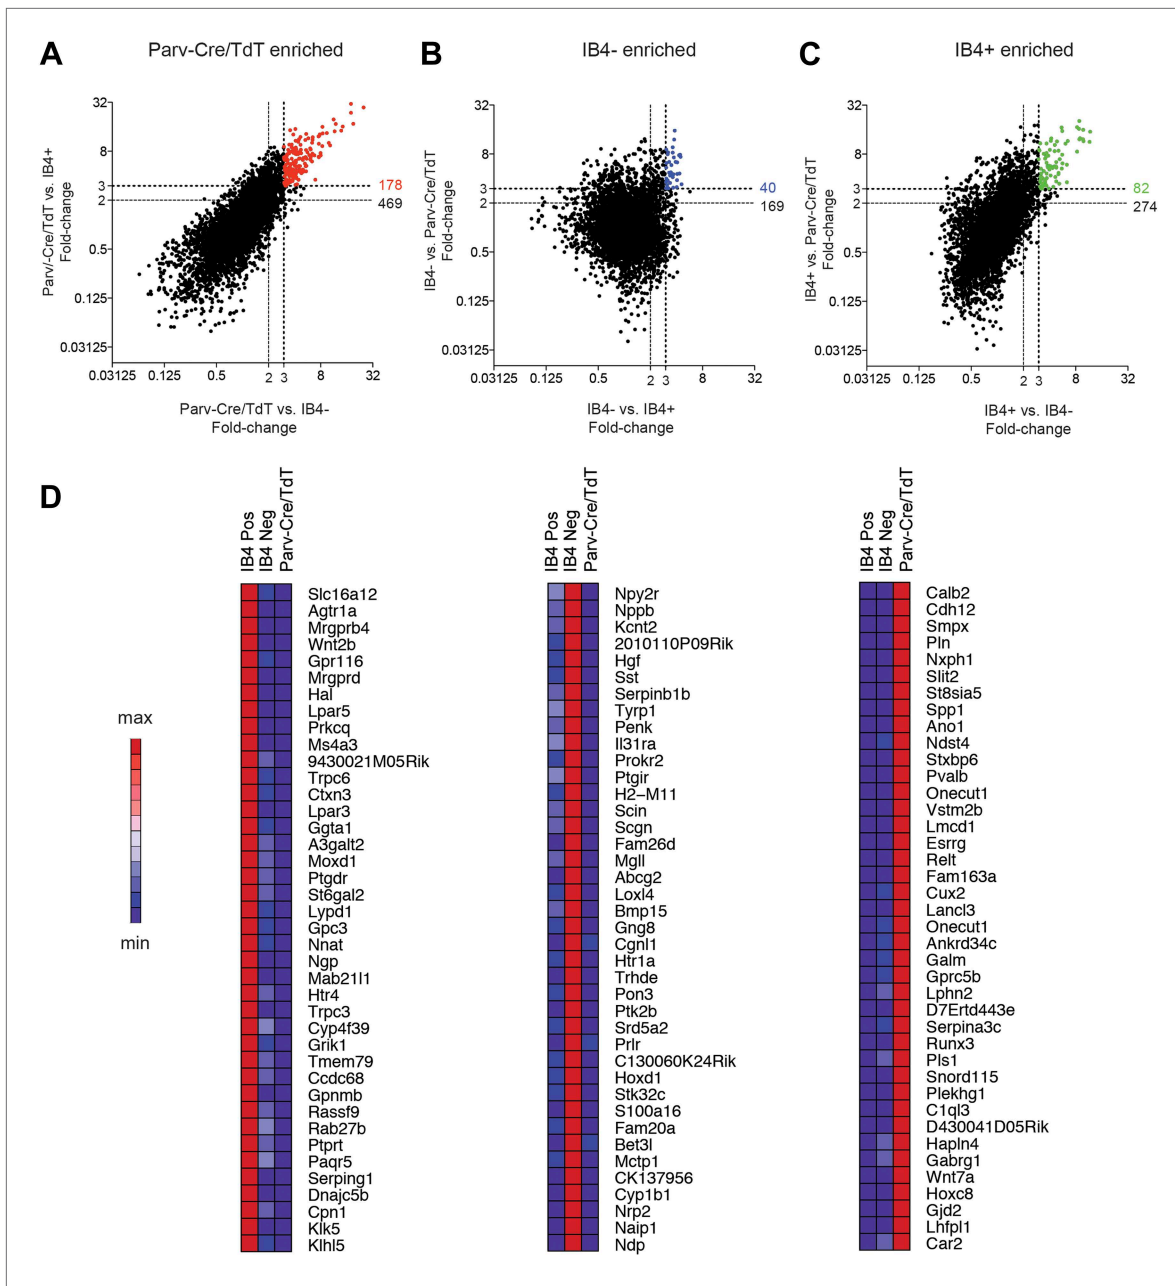 A
Parv-Cre/TdT enriched
B
IB4- enriched
C
IB4+ enriched
Parv/-Cre/TdT vs. IB4+
Fold-change
32
8
3
2
0.5
0.125
0.03125
178
469
0.03125
0.125
0.5
2
3
8
32
Parv-Cre/TdT vs. IB4-
Fold-change
IB4- vs. Parv-Cre/TdT
Fold-change
32
8
3
2
0.5
0.125
0.03125
40
169
0.03125
0.125
0.5
2
3
8
32
IB4- vs. IB4+
Fold-change
IB4+ vs. Parv-Cre/TdT
Fold-change
32
8
3
2
0.5
0.125
0.03125
82
274
0.03125
0.125
0.5
2
3
8
32
IB4+ vs. IB4-
Fold-change
D
max
min
IB4 Pos
IB4 Neg
Parv-Cre/TdT
Slc16a12
Agtr1a
Mrgprb4
Wnt2b
Gpr116
Mrgprd
Hal
Lpar5
Prkcq
Ms4a3
9430021M05Rik
Trpc6
Ctxn3
Lpar3
Ggta1
A3galt2
Moxd1
Ptgdr
St6gal2
Lypd1
Gpc3
Nnat
Ngp
Mab21l1
Htr4
Trpc3
Cyp4f39
Grik1
Tmem79
Ccdc68
Gpnmb
Rassf9
Rab27b
Ptprt
Paqr5
Serping1
Dnajc5b
Cpn1
Klk5
Klhl5
IB4 Pos
IB4 Neg
Parv-Cre/TdT
Npy2r
Nppb
Kcnt2
2010110P09Rik
Hgf
Sst
Serpinb1b
Tyrp1
Penk
Il31ra
Prokr2
Ptgir
H2−M11
Scin
Scgn
Fam26d
Mgll
Abcg2
Loxl4
Bmp15
Gng8
Cgnl1
Htr1a
Trhde
Pon3
Ptk2b
Srd5a2
Prlr
C130060K24Rik
Hoxd1
Stk32c
S100a16
Fam20a
Bet3l
Mctp1
CK137956
Cyp1b1
Nrp2
Naip1
Ndp
IB4 Pos
IB4 Neg
Parv-Cre/TdT
Calb2
Cdh12
Smpx
Pln
Nxph1
Slit2
St8sia5
Spp1
Ano1
Ndst4
Stxbp6
Pvalb
Onecut1
Vstm2b
Lmcd1
Esrrg
Relt
Fam163a
Cux2
Lancl3
Onecut1
Ankrd34c
Galm
Gprc5b
Lphn2
D7Ertd443e
Serpina3c
Runx3
Pls1
Snord115
Plekhg1
C1ql3
D430041D05Rik
Hapln4
Gabrg1
Wnt7a
Hoxc8
Gjd2
Lhfpl1
Car2